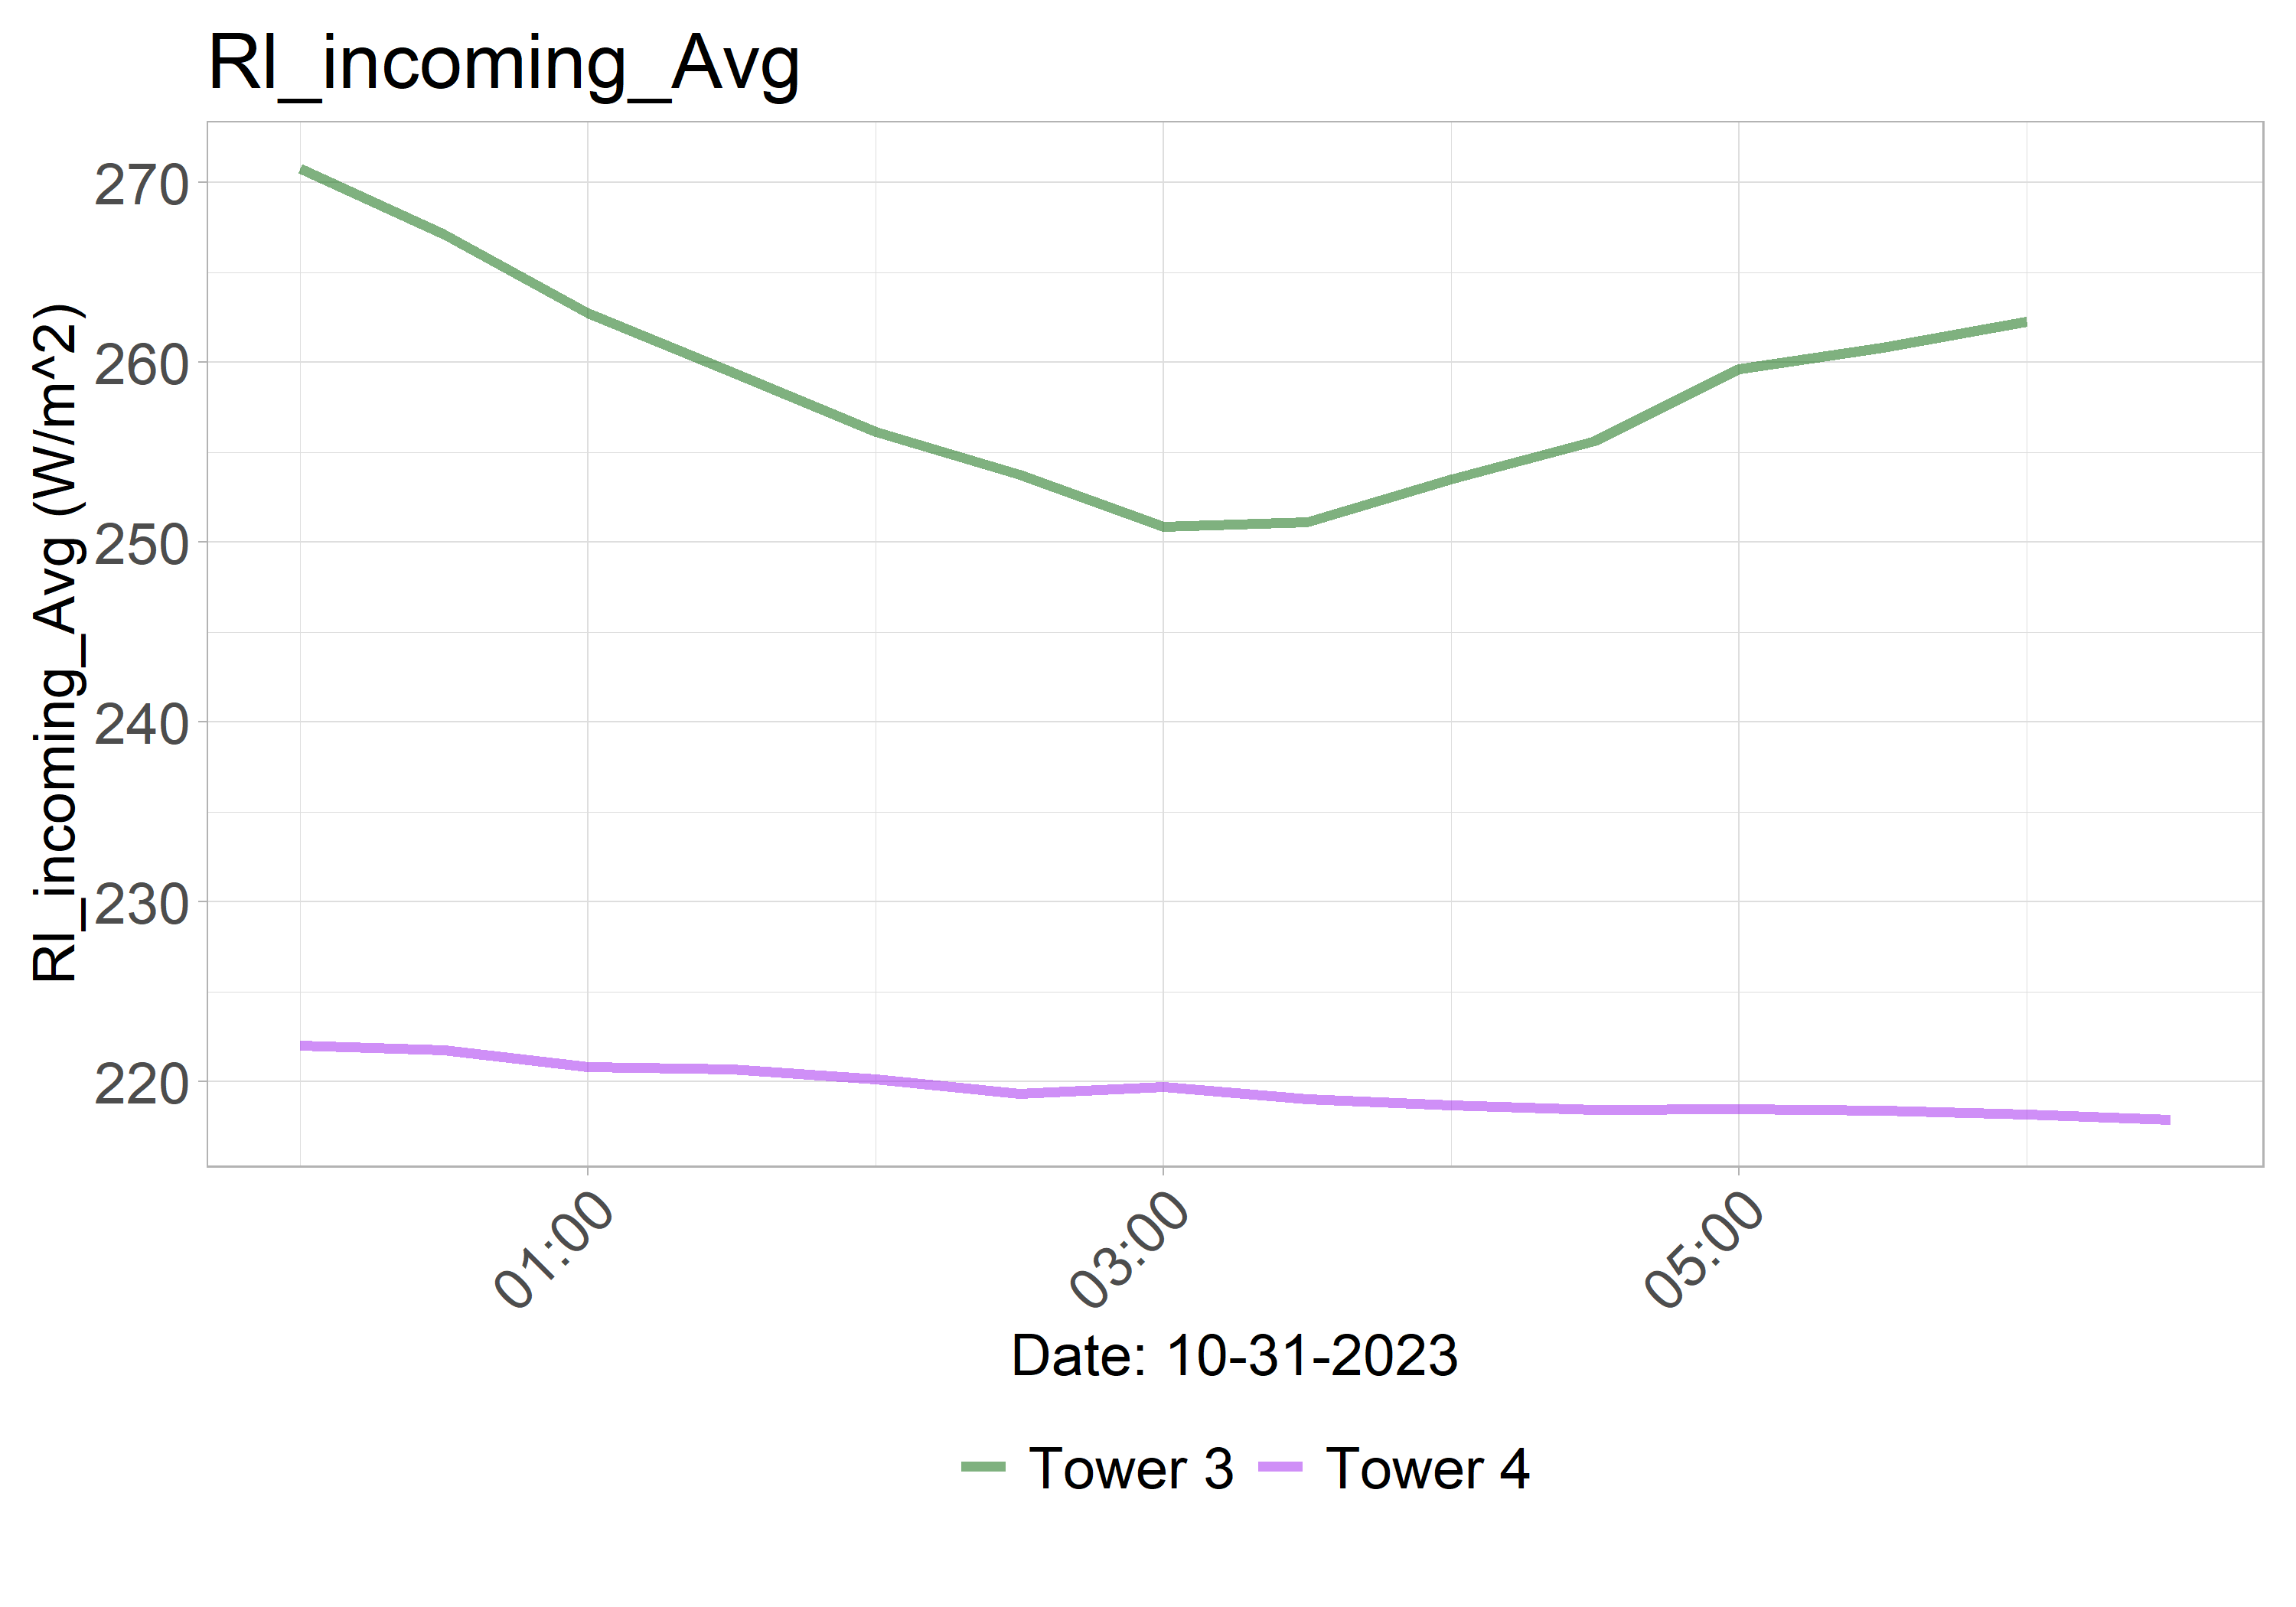 Rl_incoming_Avg
Rl_incoming_Avg (W/m^2)
270
260
250
240
230
220
01:00
03:00
05:00
Date: 10-31-2023
Tower 3
Tower 4